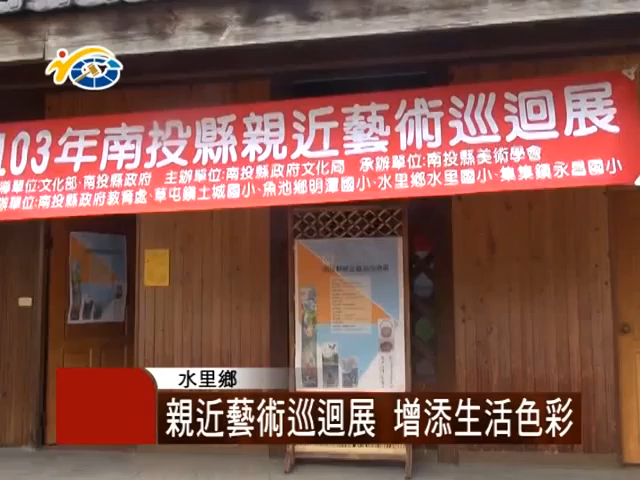 103年南投縣親近藝術巡迴展
導單位:文化部、南投縣政府 主辦單位:南投縣政府文化局 承辦單位:南投縣美術學會
辦單位:南投縣政府教育處、草屯鎮土城國小、魚池鄉明潭國小、水里鄉水里國小、集集鎮永昌國小
水里鄉
親近藝術巡迴展 增添生活色彩